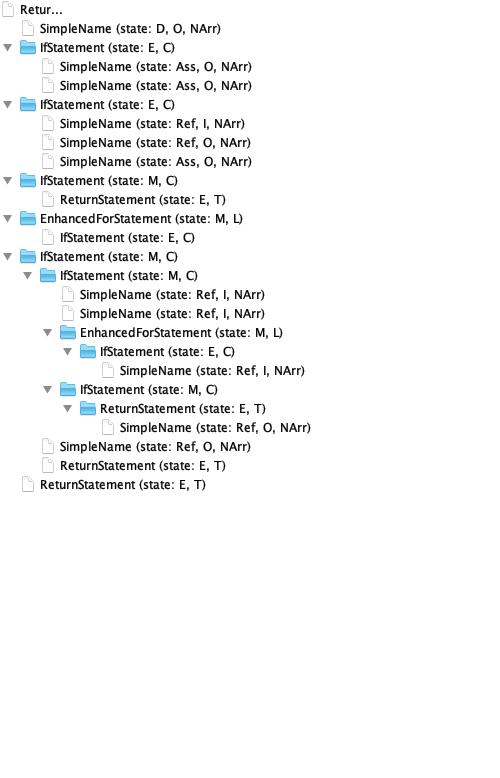 Retur...
SimpleName (state: D, O, NArr)
IfStatement (state: E, C)
SimpleName (state: Ass, O, NArr)
SimpleName (state: Ass, O, NArr)
IfStatement (state: E, C)
SimpleName (state: Ref, I, NArr)
SimpleName (state: Ref, O, NArr)
SimpleName (state: Ass, O, NArr)
IfStatement (state: M, C)
ReturnStatement (state: E, T)
EnhancedForStatement (state: M, L)
IfStatement (state: E, C)
IfStatement (state: M, C)
IfStatement (state: M, C)
SimpleName (state: Ref, I, NArr)
SimpleName (state: Ref, I, NArr)
EnhancedForStatement (state: M, L)
IfStatement (state: E, C)
SimpleName (state: Ref, I, NArr)
IfStatement (state: M, C)
ReturnStatement (state: E, T)
SimpleName (state: Ref, O, NArr)
SimpleName (state: Ref, O, NArr)
ReturnStatement (state: E, T)
ReturnStatement (state: E, T)